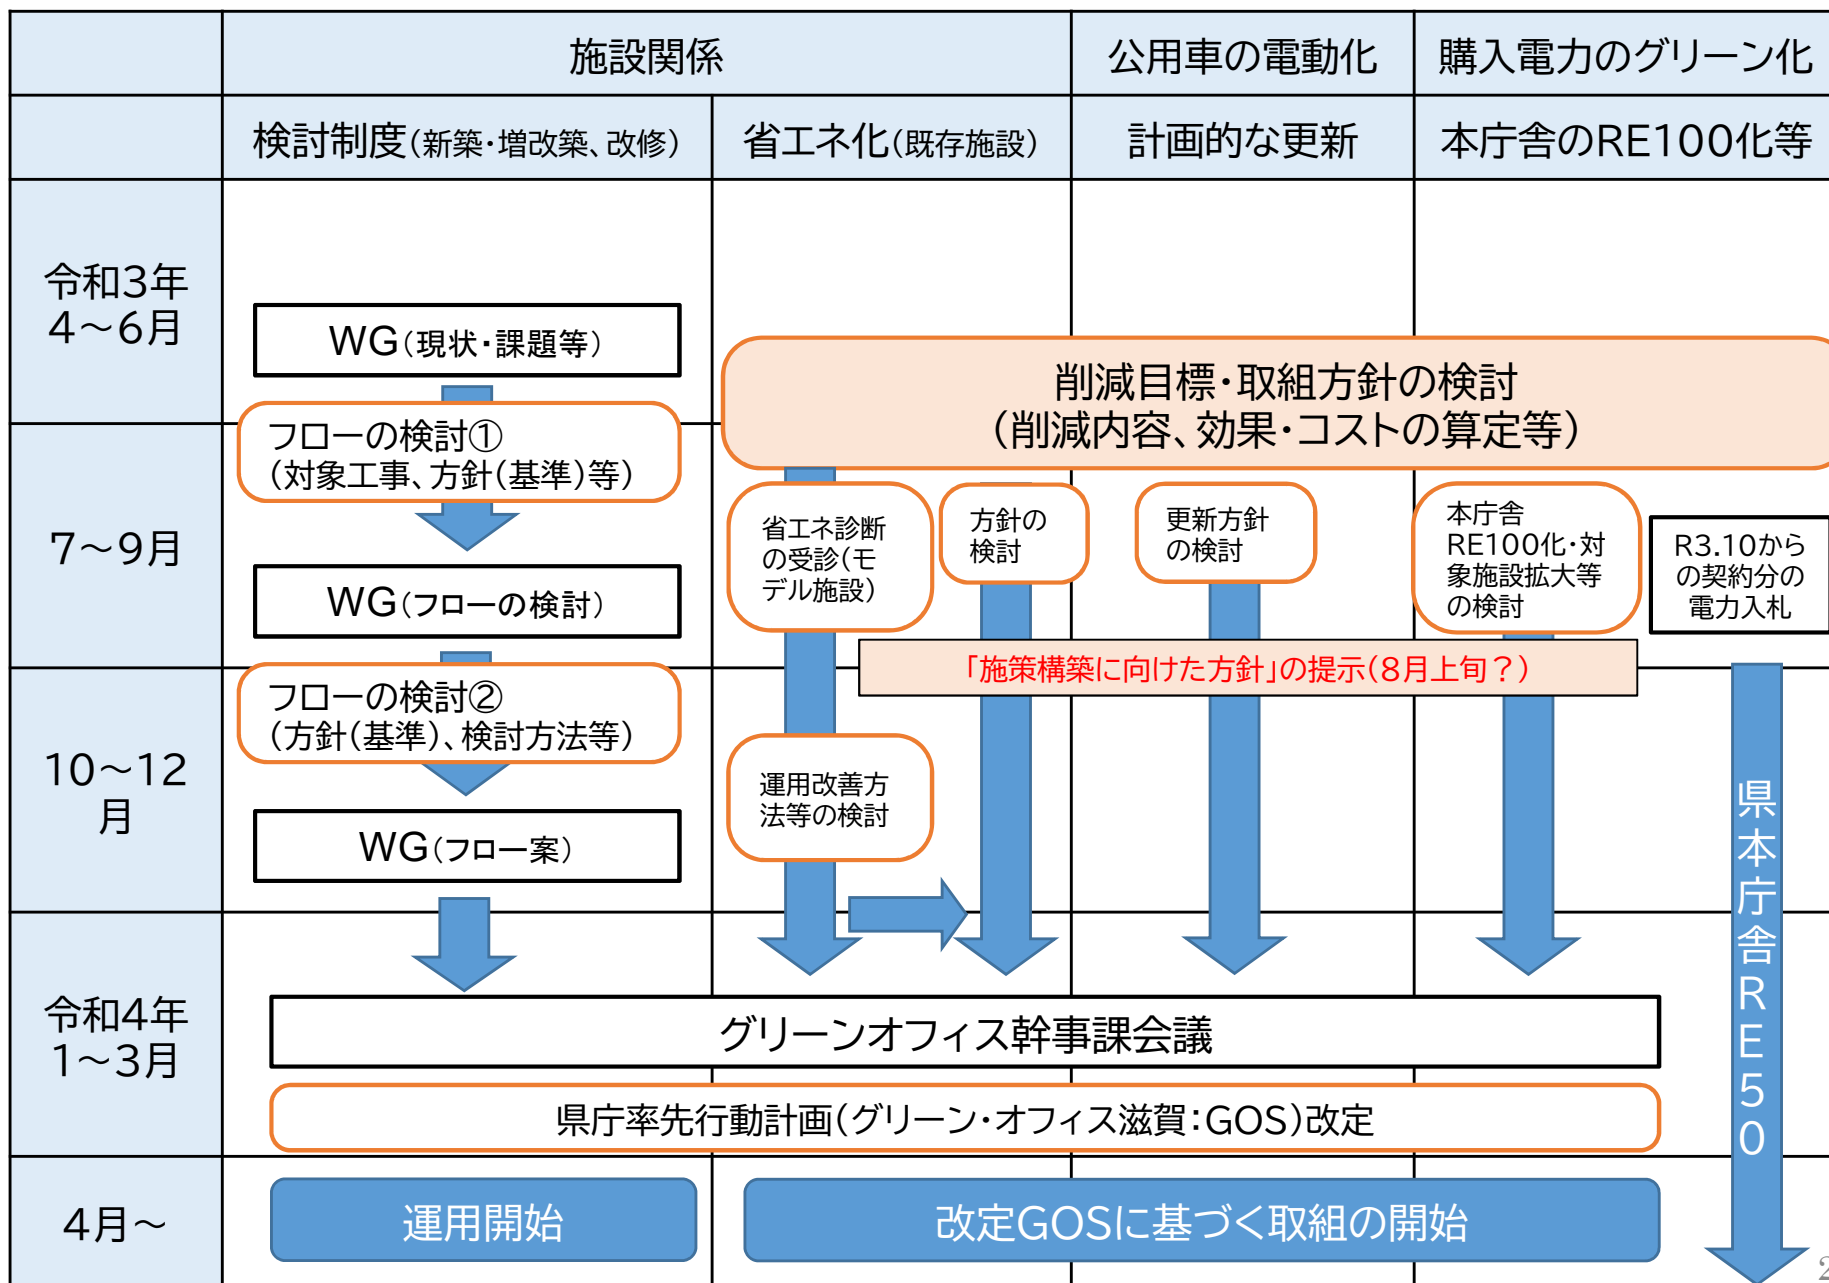 施設関係
公用車の電動化
購入電力のグリーン化
検討制度(新築・増改築、改修)
省エネ化(既存施設)
計画的な更新
本庁舎のRE100化等
令和3年
4～6月
WG(現状・課題等)
削減目標・取組方針の検討
(削減内容、効果・コストの算定等)
フローの検討①
(対象工事、方針(基準)等)
7～9月
省エネ診断
の受診(モ
デル施設)
方針の
検討
更新方針
の検討
本庁舎
RE100化・対
象施設拡大等
の検討
R3.10から
の契約分の
電力入札
WG(フローの検討)
「施策構築に向けた方針」の提示(8月上旬？)
フローの検討②
(方針(基準)、検討方法等)
10～12
月
運用改善方
法等の検討
WG(フロー案)
県本庁舎RE50
令和4年
1～3月
グリーンオフィス幹事課会議
県庁率先行動計画(グリーン・オフィス滋賀：GOS)改定
4月～
運用開始
改定GOSに基づく取組の開始
2